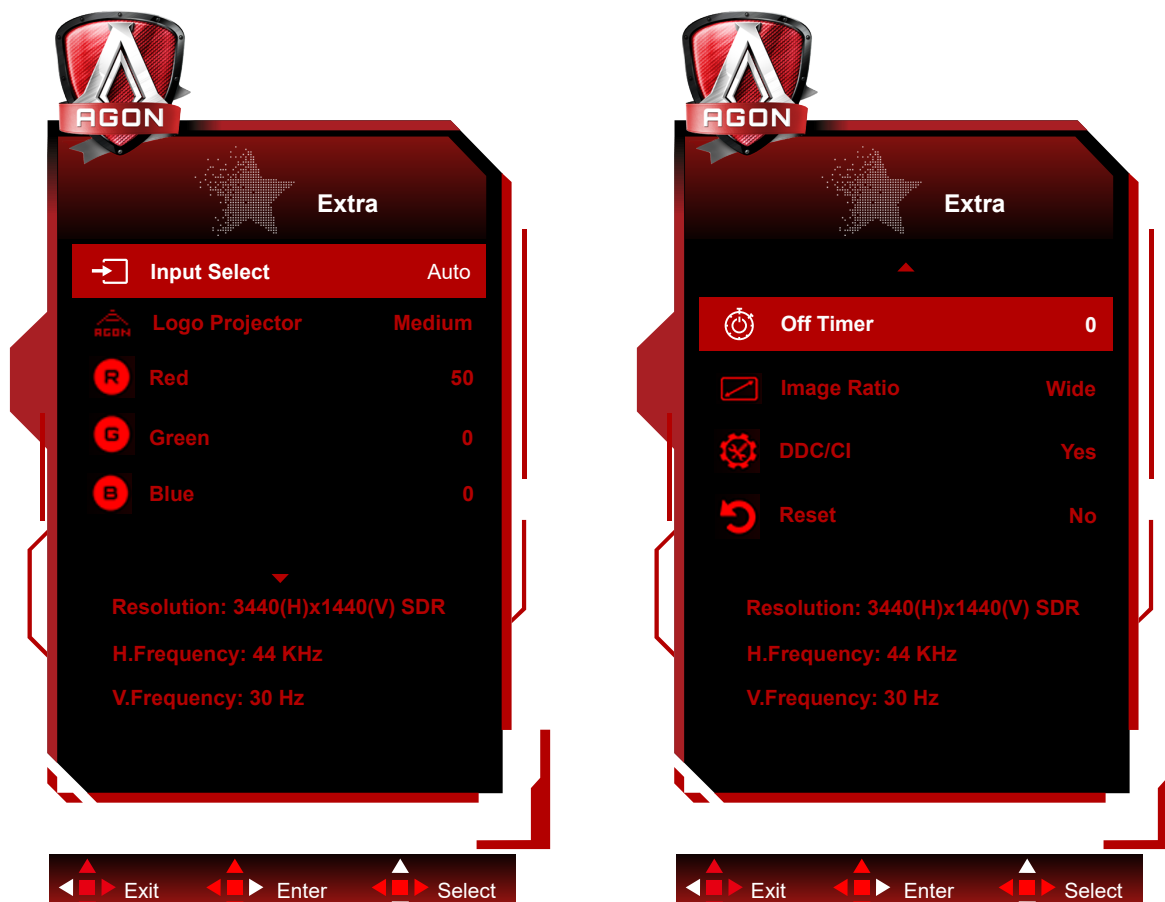 AGON
Extra
Input Select Auto
AGON Logo Projector Medium
R Red 50
G Green 0
B Blue 0
Resolution: 3440(H)x1440(V) SDR
H.Frequency: 44 KHz
V.Frequency: 30 Hz
Exit Enter Select
AGON
Extra
Off Timer 0
Image Ratio Wide
DDC/CI Yes
Reset No
Resolution: 3440(H)x1440(V) SDR
H.Frequency: 44 KHz
V.Frequency: 30 Hz
Exit Enter Select